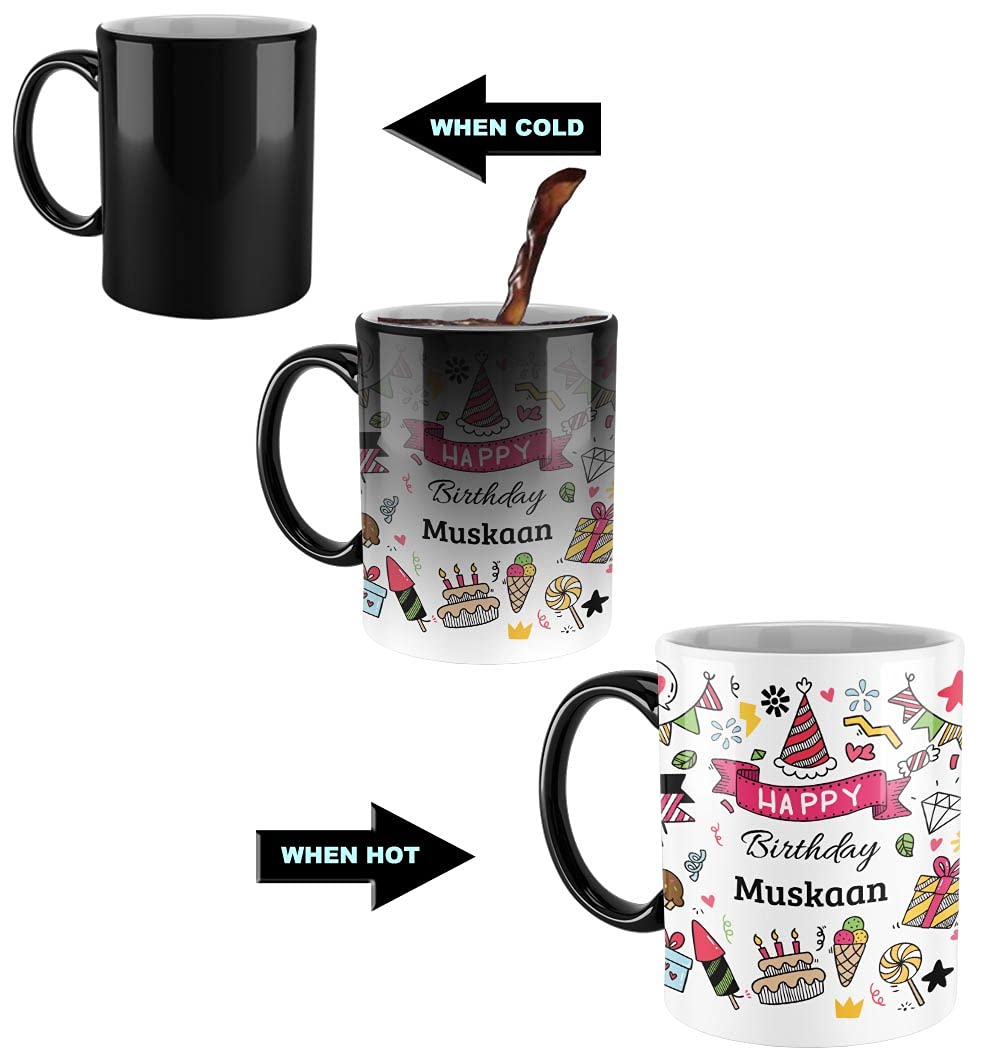 WHEN COLD
HAPPY
Birthday
Muskaan
WHEN HOT
HAPPY
Birthday
Muskaan